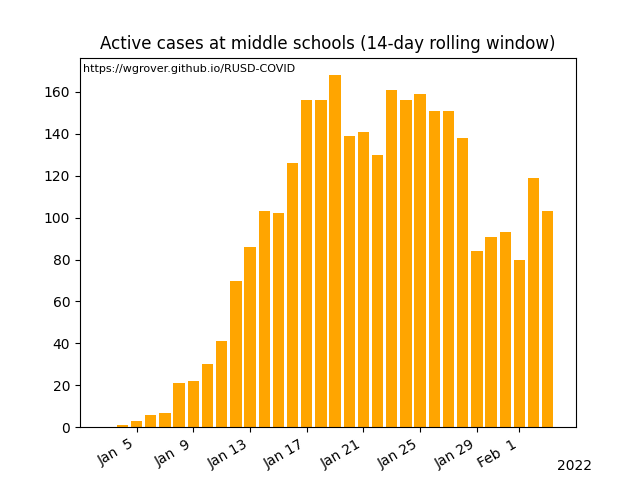 Active cases at middle schools (14-day rolling window)
https://wgrover.github.io/RUSD-COVID
160
140
120
100
80
60
40
20
0
Jan 5
Jan 9
Jan 13
Jan 17
Jan 21
Jan 25
Jan 29
Feb 1
2022